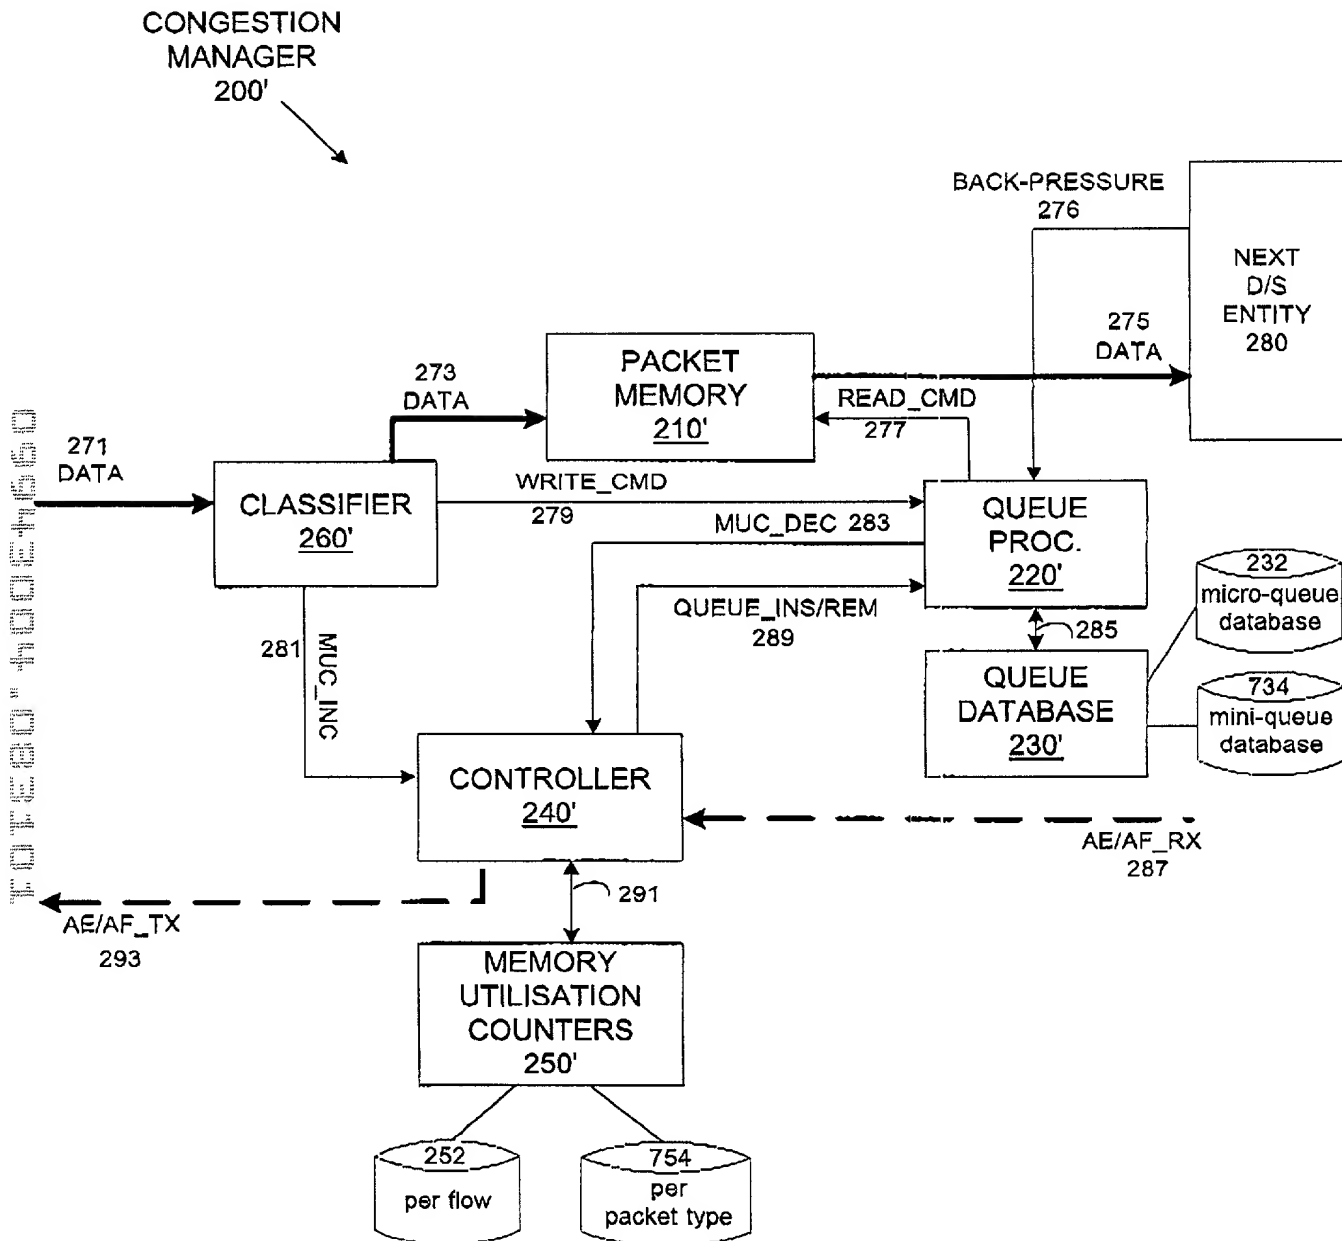 CONGESTION
MANAGER
200'
BACK-PRESSURE
276
NEXT
D/S
ENTITY
280
275
DATA
PACKET
MEMORY
210'
273
DATA
READ_CMD
277
271
DATA
CLASSIFIER
260'
WRITE_CMD
279
MUC_DEC 283
QUEUE
PROC.
220'
232
micro-queue
database
QUEUE_INS/REM
289
285
281
MUC_INC
QUEUE
DATABASE
230'
734
mini-queue
database
CONTROLLER
240'
AE/AF_RX
287
291
AE/AF_TX
293
MEMORY
UTILISATION
COUNTERS
250'
252
per flow
754
per
packet type